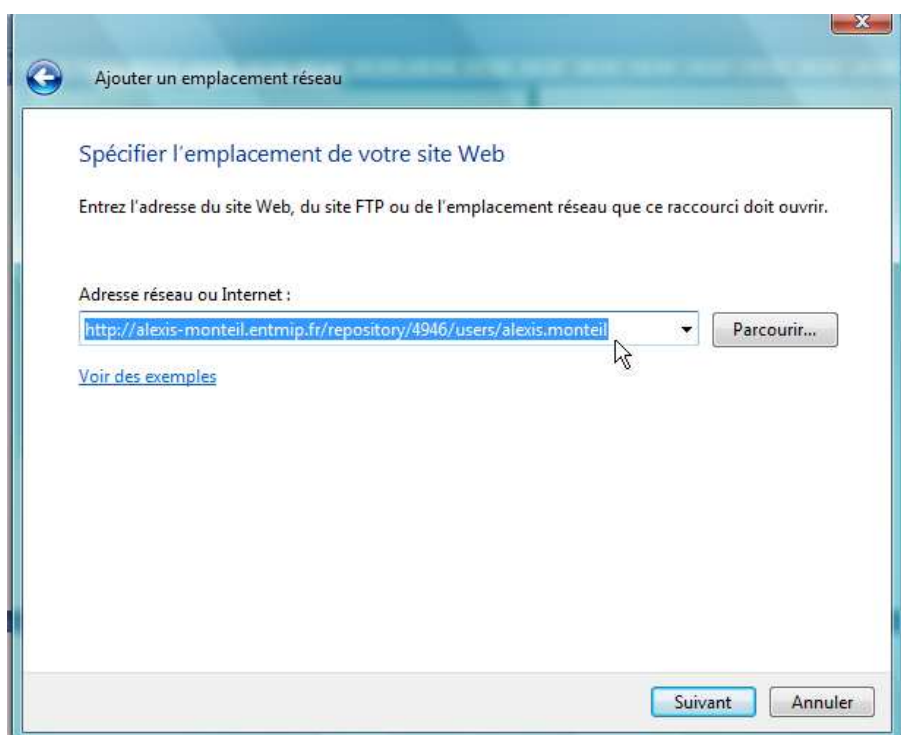 Ajouter un emplacement réseau
Spécifier l'emplacement de votre site Web
Entrez l'adresse du site Web, du site FTP ou de l'emplacement réseau que ce raccourci doit ouvrir.
Adresse réseau ou Internet :
http://alexis-monteil.entmip.fr/repository/4946/users/alexis.monteil
Parcourir...
Voir des exemples
Suivant
Annuler